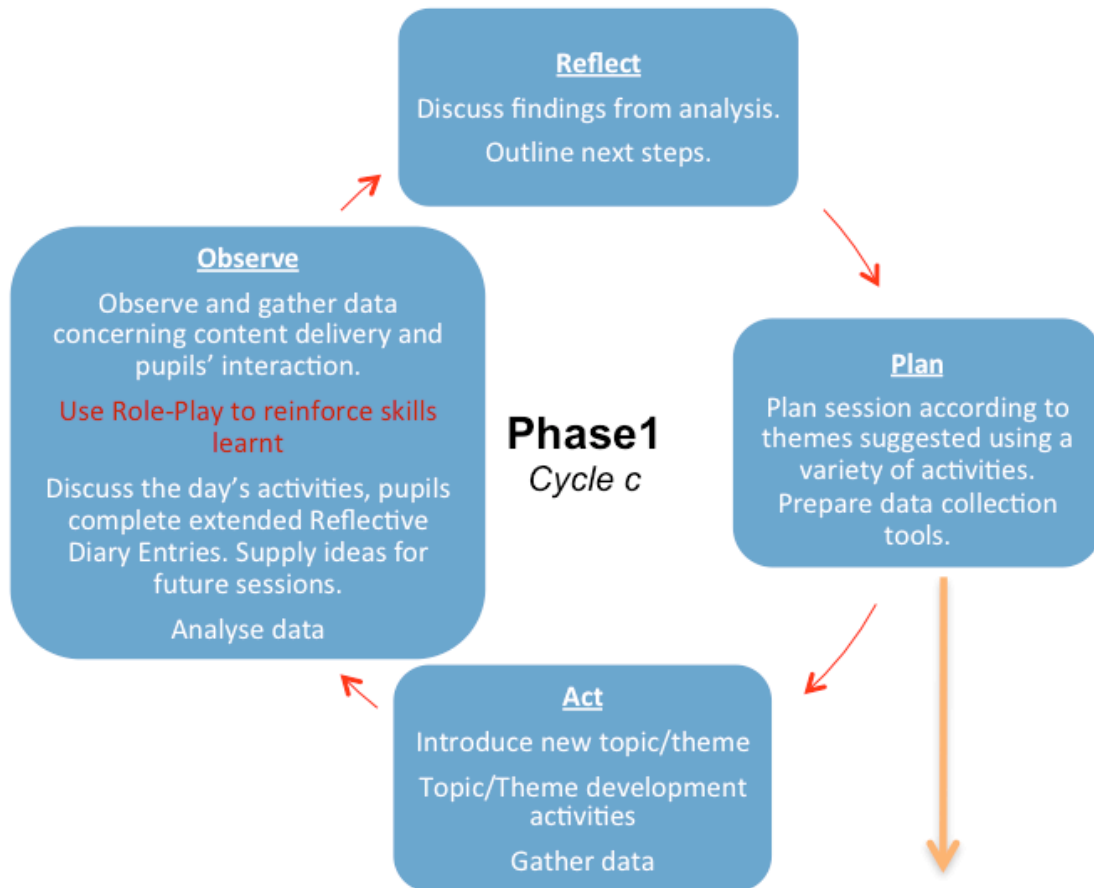 Reflect
Discuss findings from analysis.
Outline next steps.
Observe
Observe and gather data
concerning content delivery and
pupils’ interaction.
Use Role-Play to reinforce skills
learnt
Discuss the day’s activities, pupils
complete extended Reflective
Diary Entries. Supply ideas for
future sessions.
Analyse data
Phase1
Cycle c
Plan
Plan session according to
themes suggested using a
variety of activities.
Prepare data collection
tools.
Act
Introduce new topic/theme
Topic/Theme development
activities
Gather data